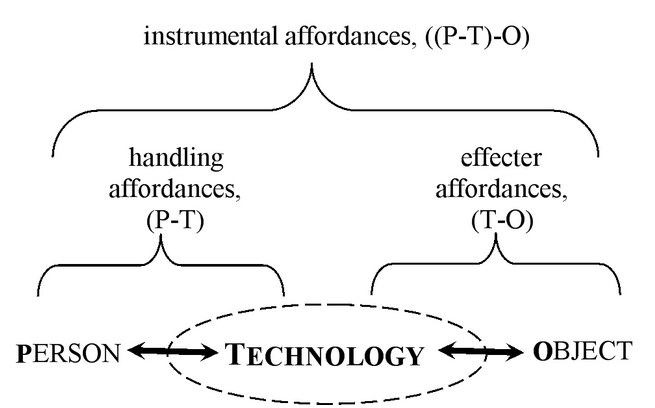 instrumental affordances, ((P-T)-O)
handling
affordances,
(P-T)
effecter
affordances,
(T-O)
PERSON
TECHNOLOGY
OBJECT